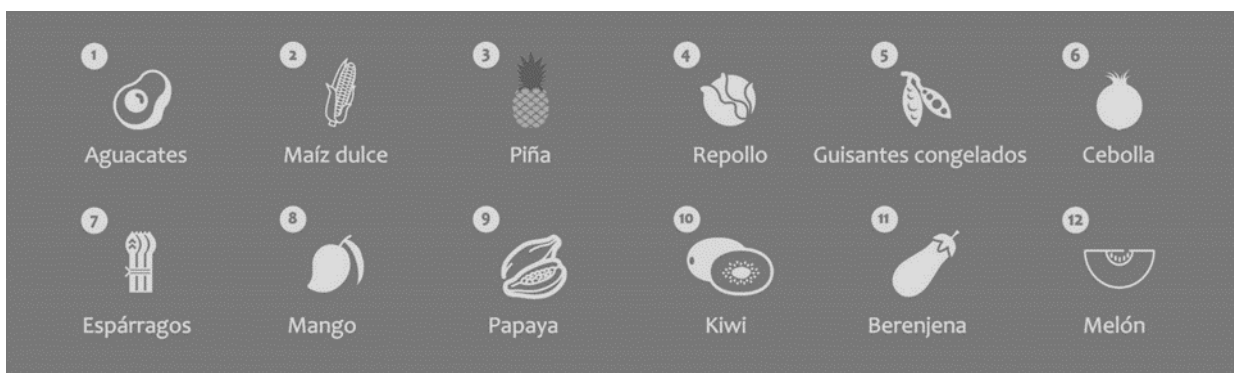 1 2 3 4 5 6
Aguacates Maíz dulce Piña Repollo Guisantes congelados Cebolla
7 8 9 10 11 12
Espárragos Mango Papaya Kiwi Berenjena Melón